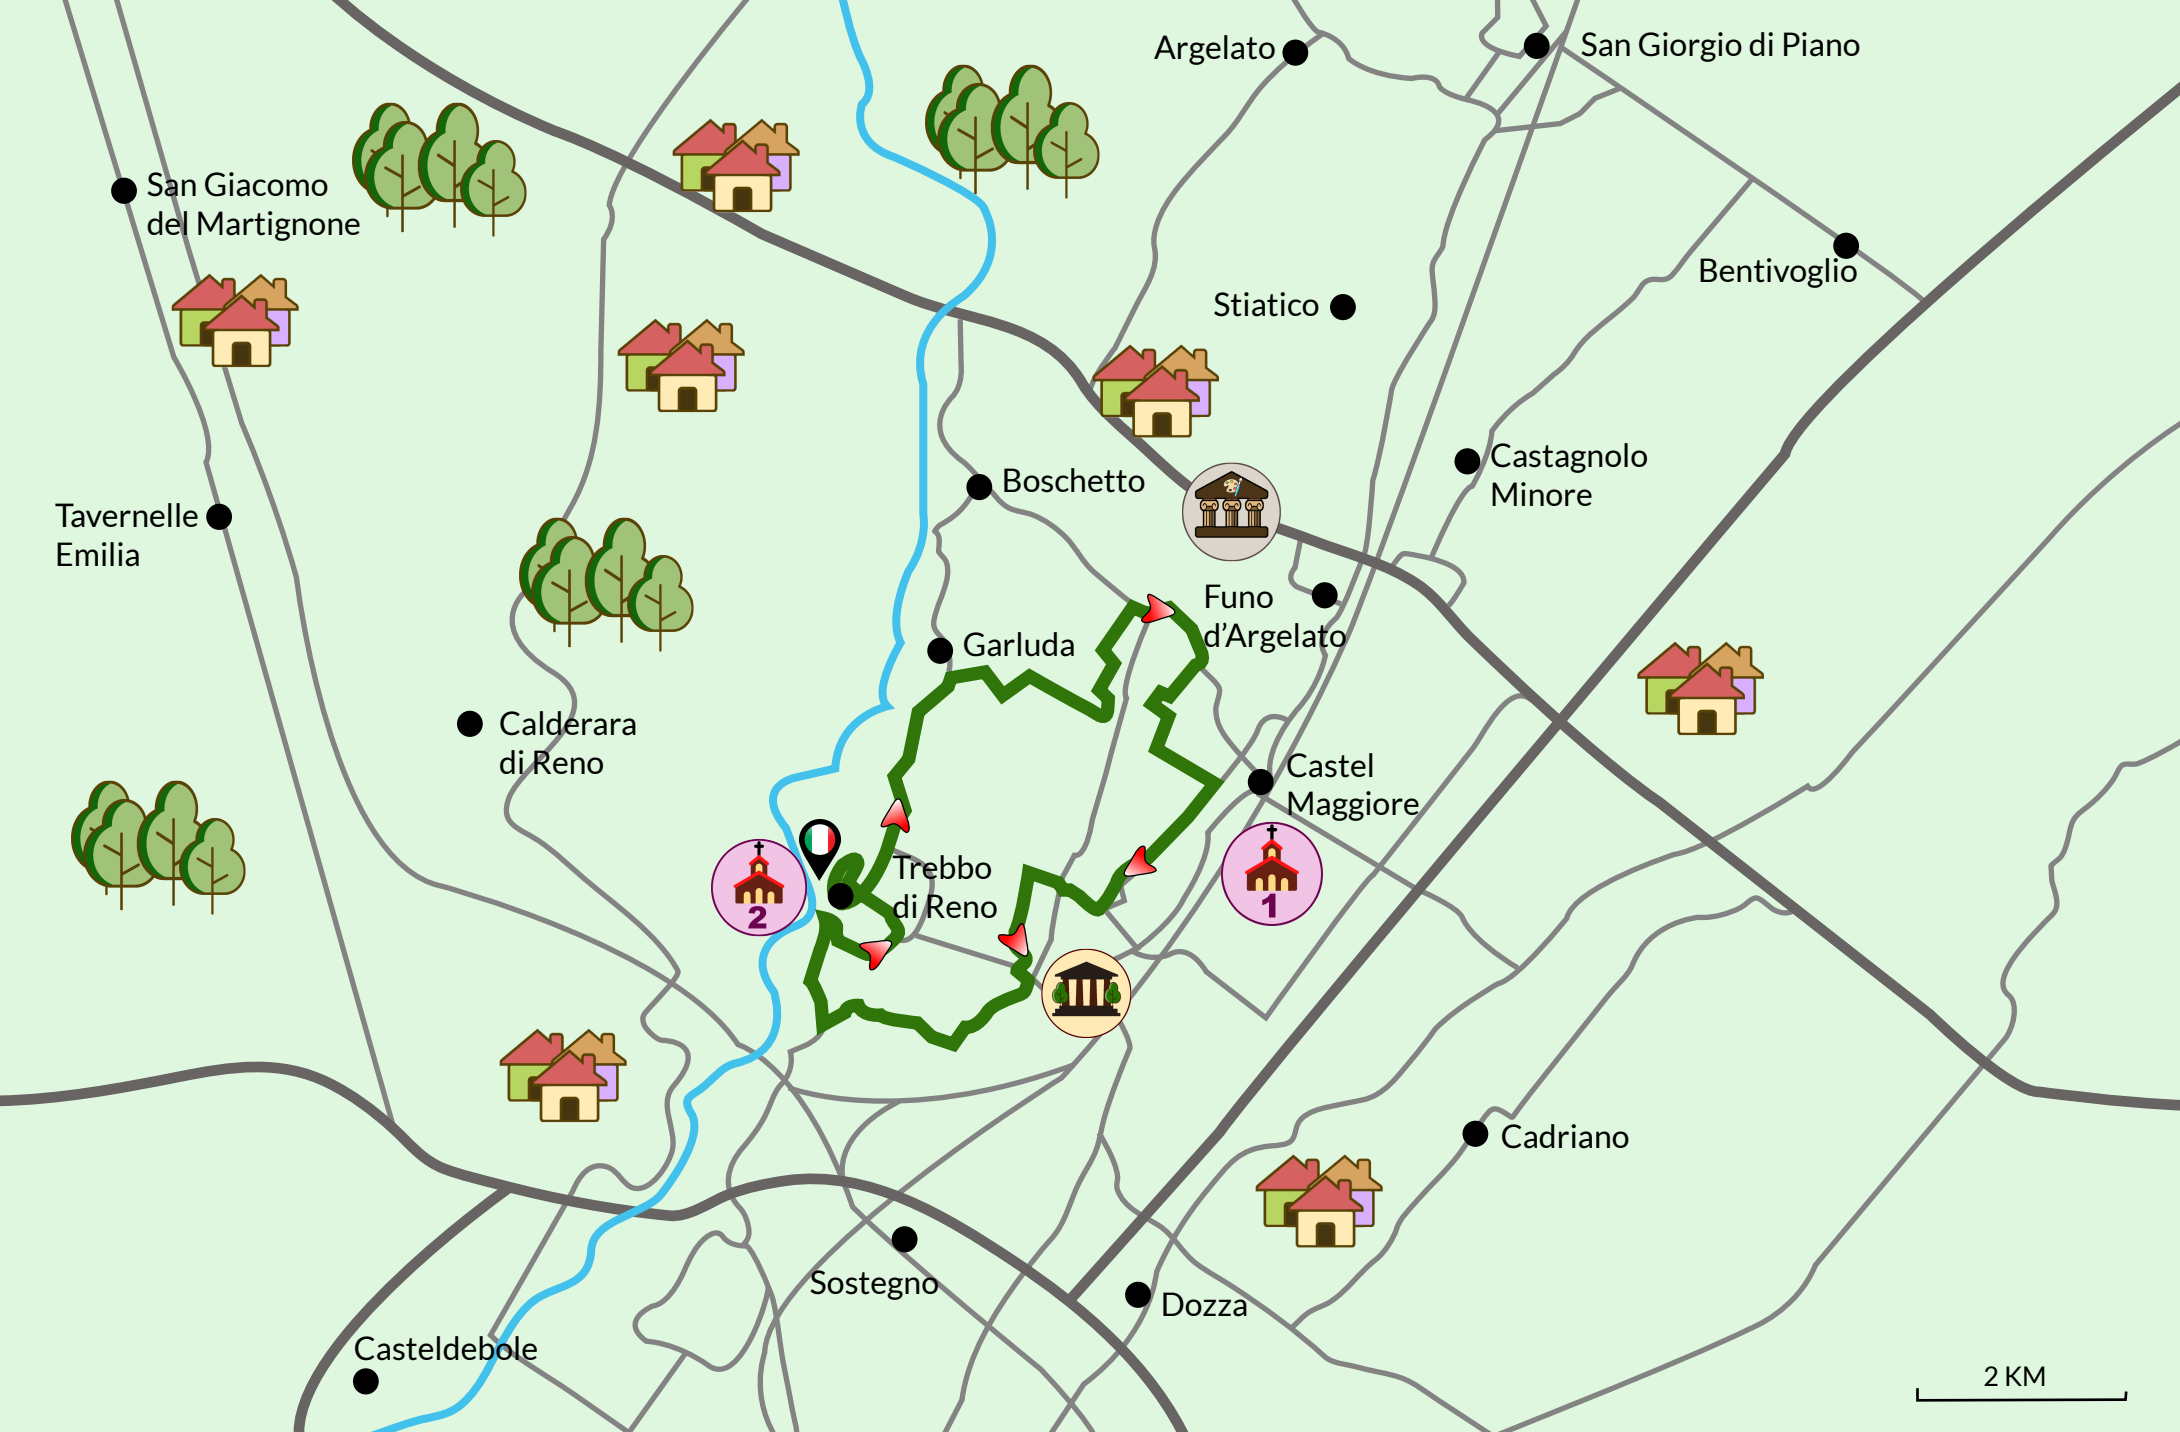 Argelato
San Giorgio di Piano
San Giacomo
del Martignone
Bentivoglio
Stiatico
Castagnolo
Minore
Boschetto
Tavernelle
Emilia
Funo
d’Argelato
Garluda
Calderara
di Reno
Castel
Maggiore
Trebbo
di Reno
2
1
Cadriano
Sostegno
Dozza
Casteldebole
2 KM